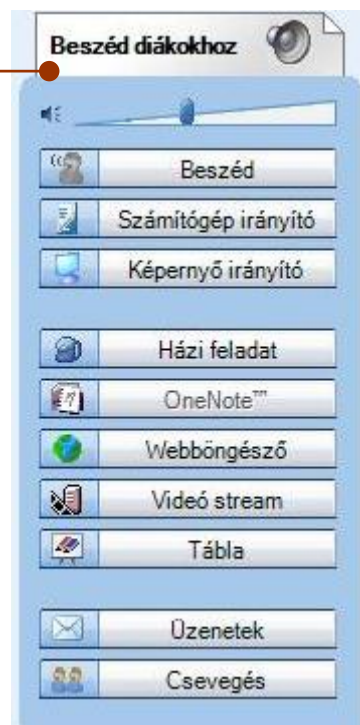 Beszéd diákokhoz
Beszéd
Számítógép irányító
Képernyő irányító
Házi feladat
OneNote™
Webböngésző
Videó stream
Tábla
Üzenetek
Csevegés